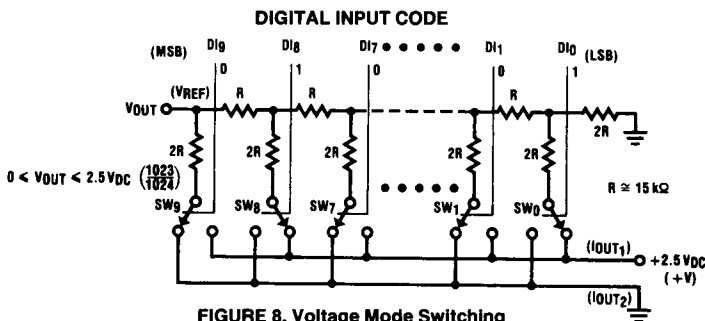 DIGITAL INPUT CODE
(MSB) DI9 DI8 DI7 DI1 DI0 (LSB)
0 1 0 0 1
(VREF) R R R
VOUT
2R 2R 2R 2R 2R 2R
0 ≤ VOUT ≤ 2.5 VDC (1023/1024)
R ≅ 15 kΩ
SW9 SW8 SW7 SW1 SW0
(IOUT1) +2.5 VDC
(+V)
(IOUT2)
FIGURE 8. Voltage Mode Switching